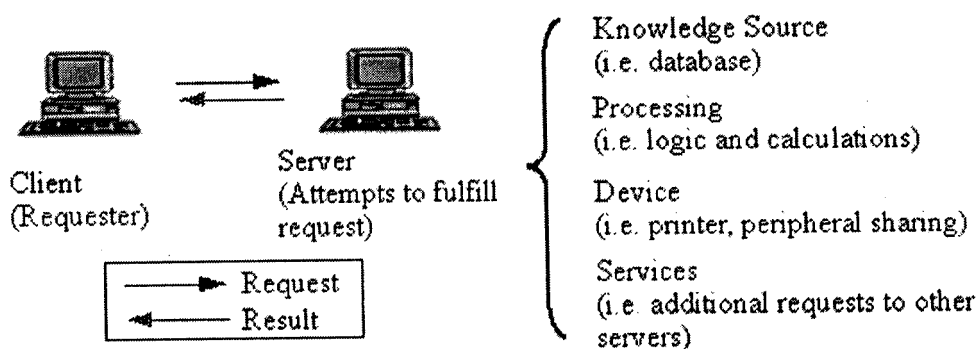 Client
(Requester)
Server
(Attempts to fulfill
request)
Request
Result
Knowledge Source
(i.e. database)
Processing
(i.e. logic and calculations)
Device
(i.e. printer, peripheral sharing)
Services
(i.e. additional requests to other
servers)